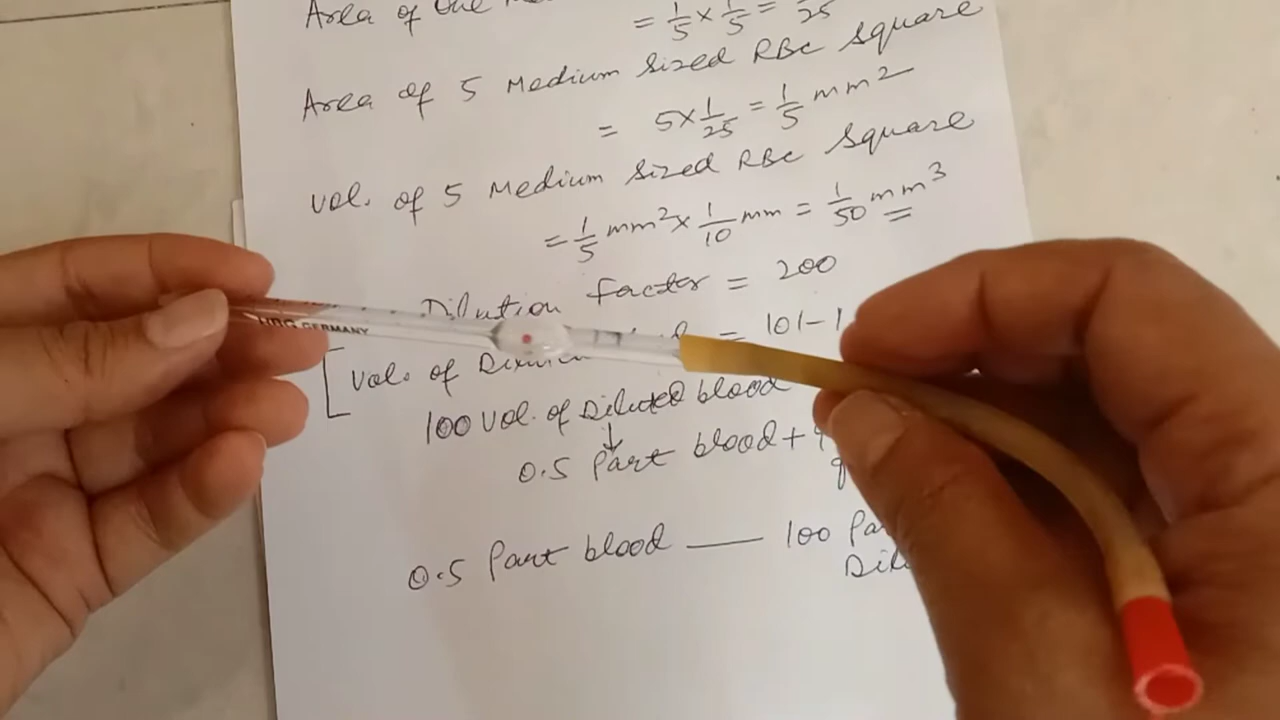 Area of One
= 1/5 × 1/5 = 25
Area of 5 Medium Sized RBC Square
= 5×1/25 = 1/5 mm²
Vol. of 5 Medium Sized RBC Square
= 1/5 mm² × 1/10 mm = 1/50 mm³
Dilution factor = 200
GERMANY
= 101-1
[ Vol. of
100 Vol. of Diluted blood
↓
0.5 Part blood +
0.5 Part blood — 100